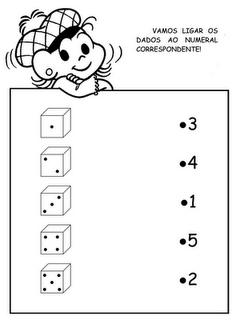 VAMOS LIGAR OS
DADOS AO NUMERAL
CORRESPONDENTE!
3
4
1
5
2